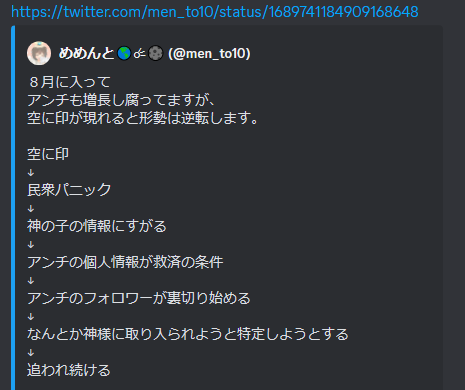 https://twitter.com/men_to10/status/1689741184909168648
めめんと🌏 (@men_to10)
８月に入って
アンチも増長し腐ってますが、
空に印が現れると形勢は逆転します。
空に印
↓
民衆パニック
↓
神の子の情報にすがる
↓
アンチの個人情報が救済の条件
↓
アンチのフォロワーが裏切り始める
↓
なんとか神様に取り入られようと特定しようとする
↓
追われ続ける